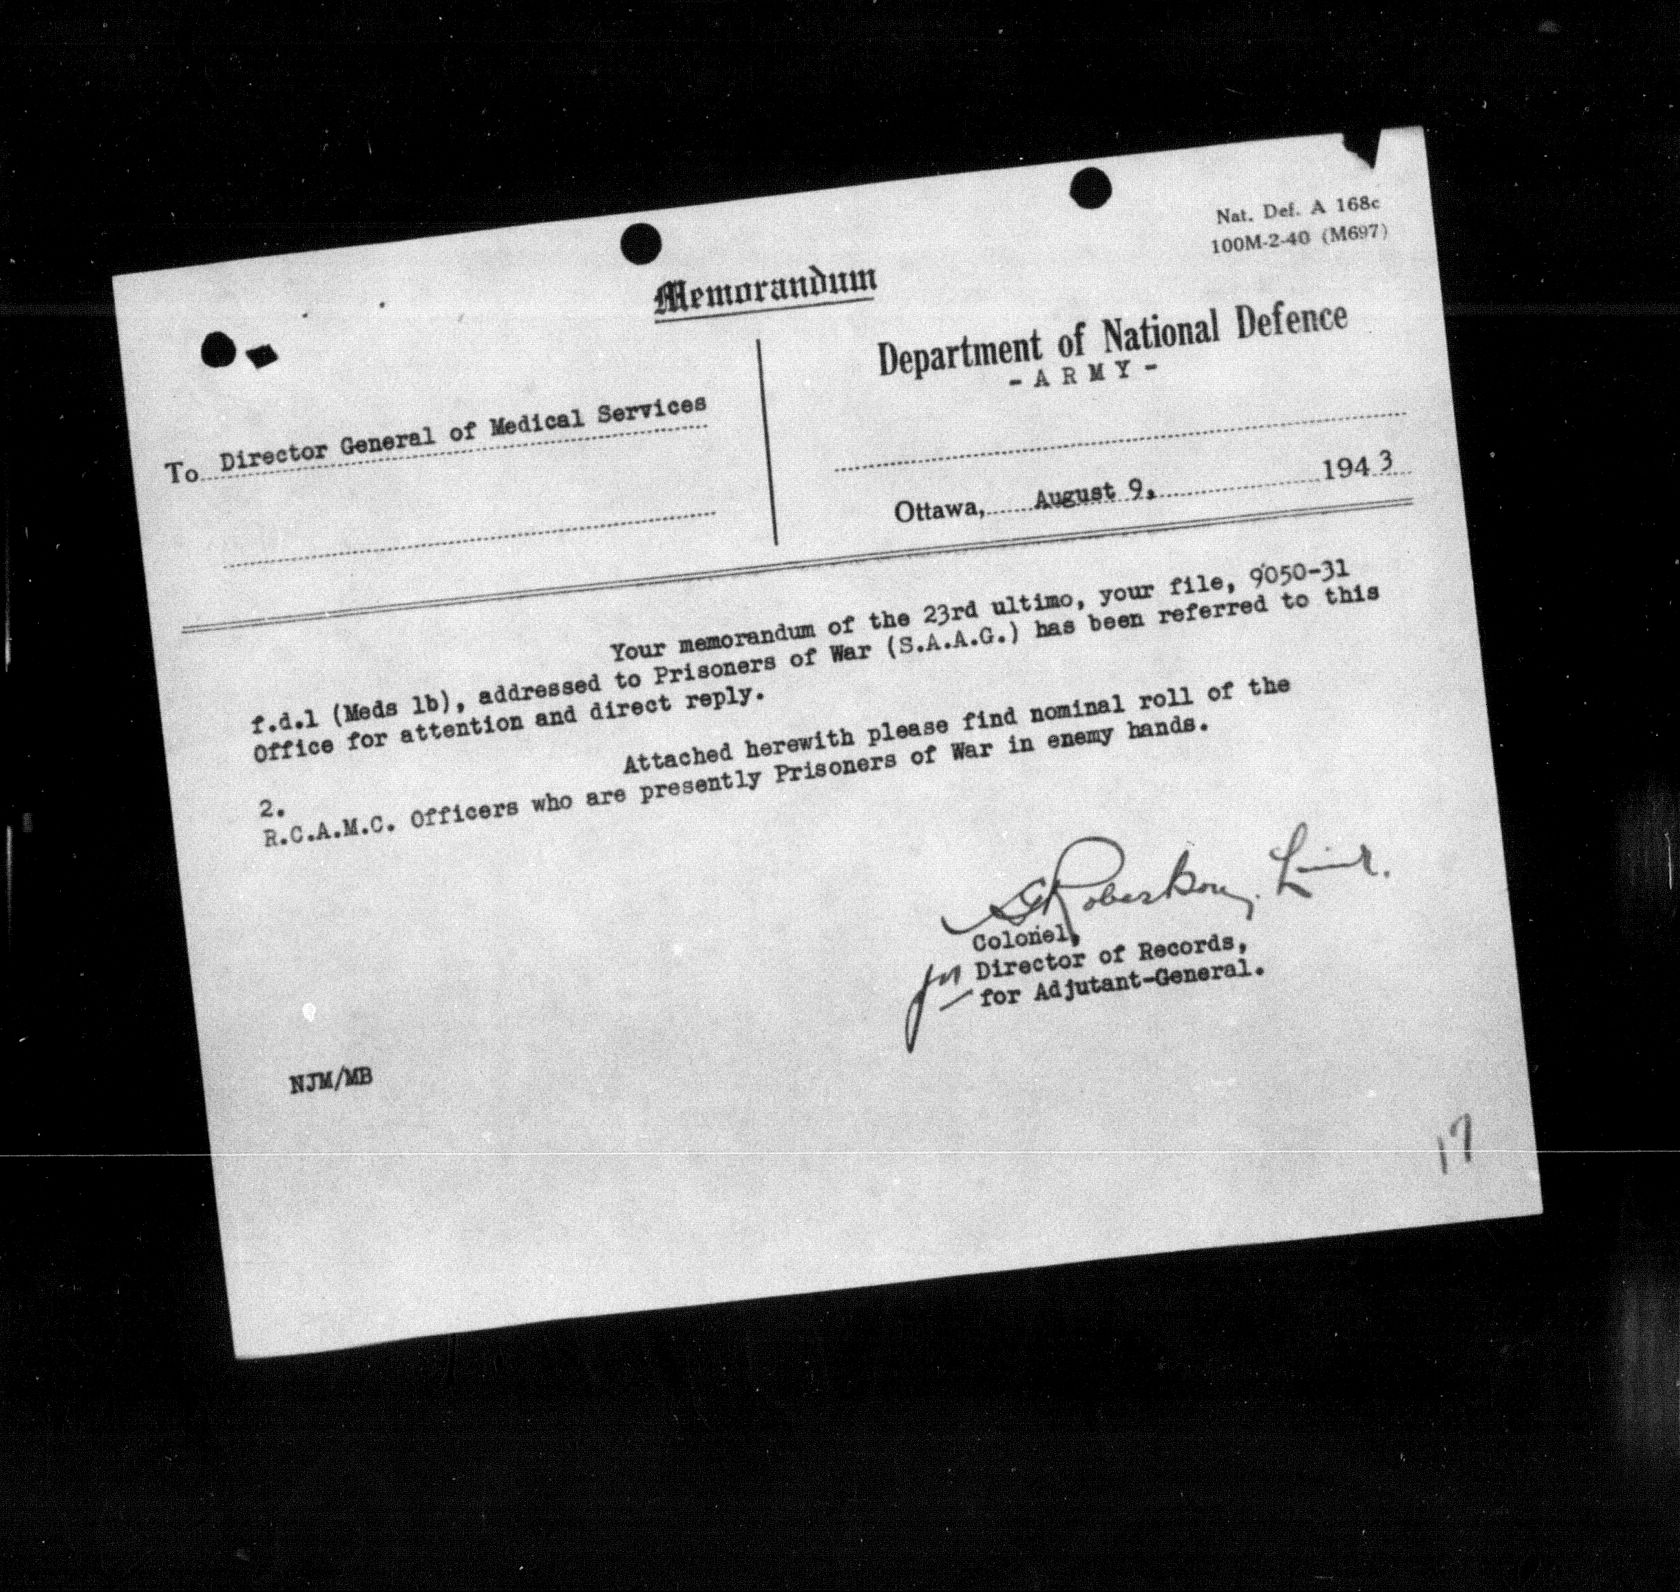 Nat. Def. A 168c
100M-2-40 (M697)
Memorandum
Department of National Defence
- A R M Y -
To Director General of Medical Services
Ottawa, August 9, 1943
Your memorandum of the 23rd ultimo, your file, 9050-31
f.d.1 (Meds 1b), addressed to Prisoners of War (S.A.A.G.) has been referred to this
Office for attention and direct reply.
2. Attached herewith please find nominal roll of the
R.C.A.M.C. Officers who are presently Prisoners of War in enemy hands.
Robertson, Lieut.
Colonel,
for Director of Records,
for Adjutant-General.
NJM/MB
17